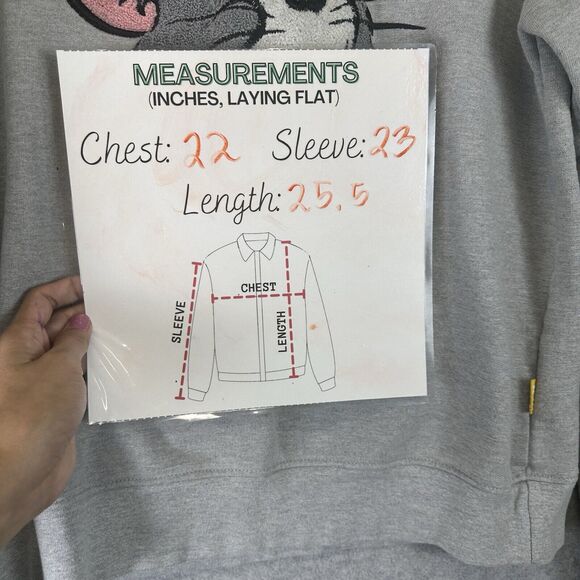 MEASUREMENTS
(INCHES, LAYING FLAT)
Chest: 22 Sleeve: 23
Length: 25.5
CHEST
SLEEVE
LENGTH